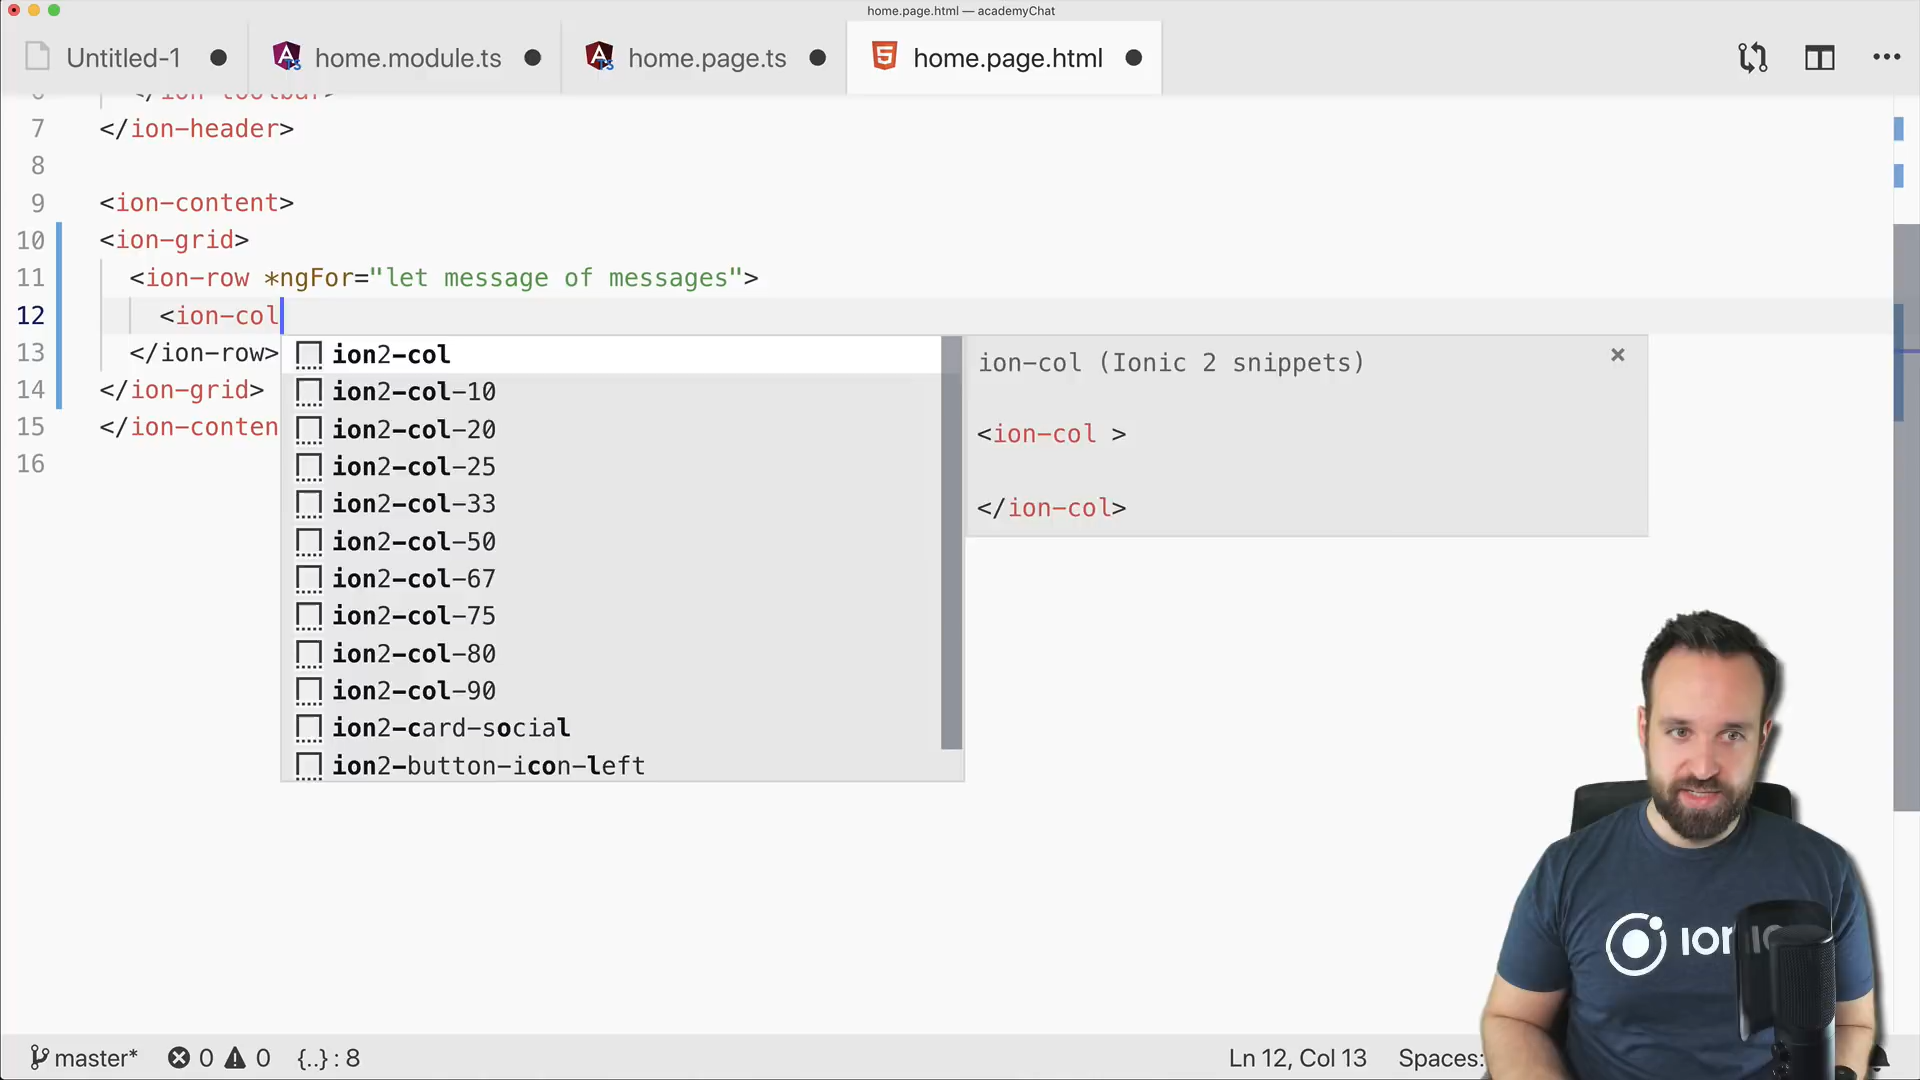 home.page.html — academyChat
Untitled-1
home.module.ts
home.page.ts
home.page.html
6 </ion-toolbar>
7 </ion-header>
8
9 <ion-content>
10 <ion-grid>
11 <ion-row *ngFor="let message of messages">
12 <ion-col
13 </ion-row>
14 </ion-grid>
15 </ion-conten
16
ion2-col
ion2-col-10
ion2-col-20
ion2-col-25
ion2-col-33
ion2-col-50
ion2-col-67
ion2-col-75
ion2-col-80
ion2-col-90
ion2-card-social
ion2-button-icon-left
ion-col (Ionic 2 snippets)
<ion-col >
</ion-col>
master* 0 0 {..} : 8
Ln 12, Col 13 Spaces: